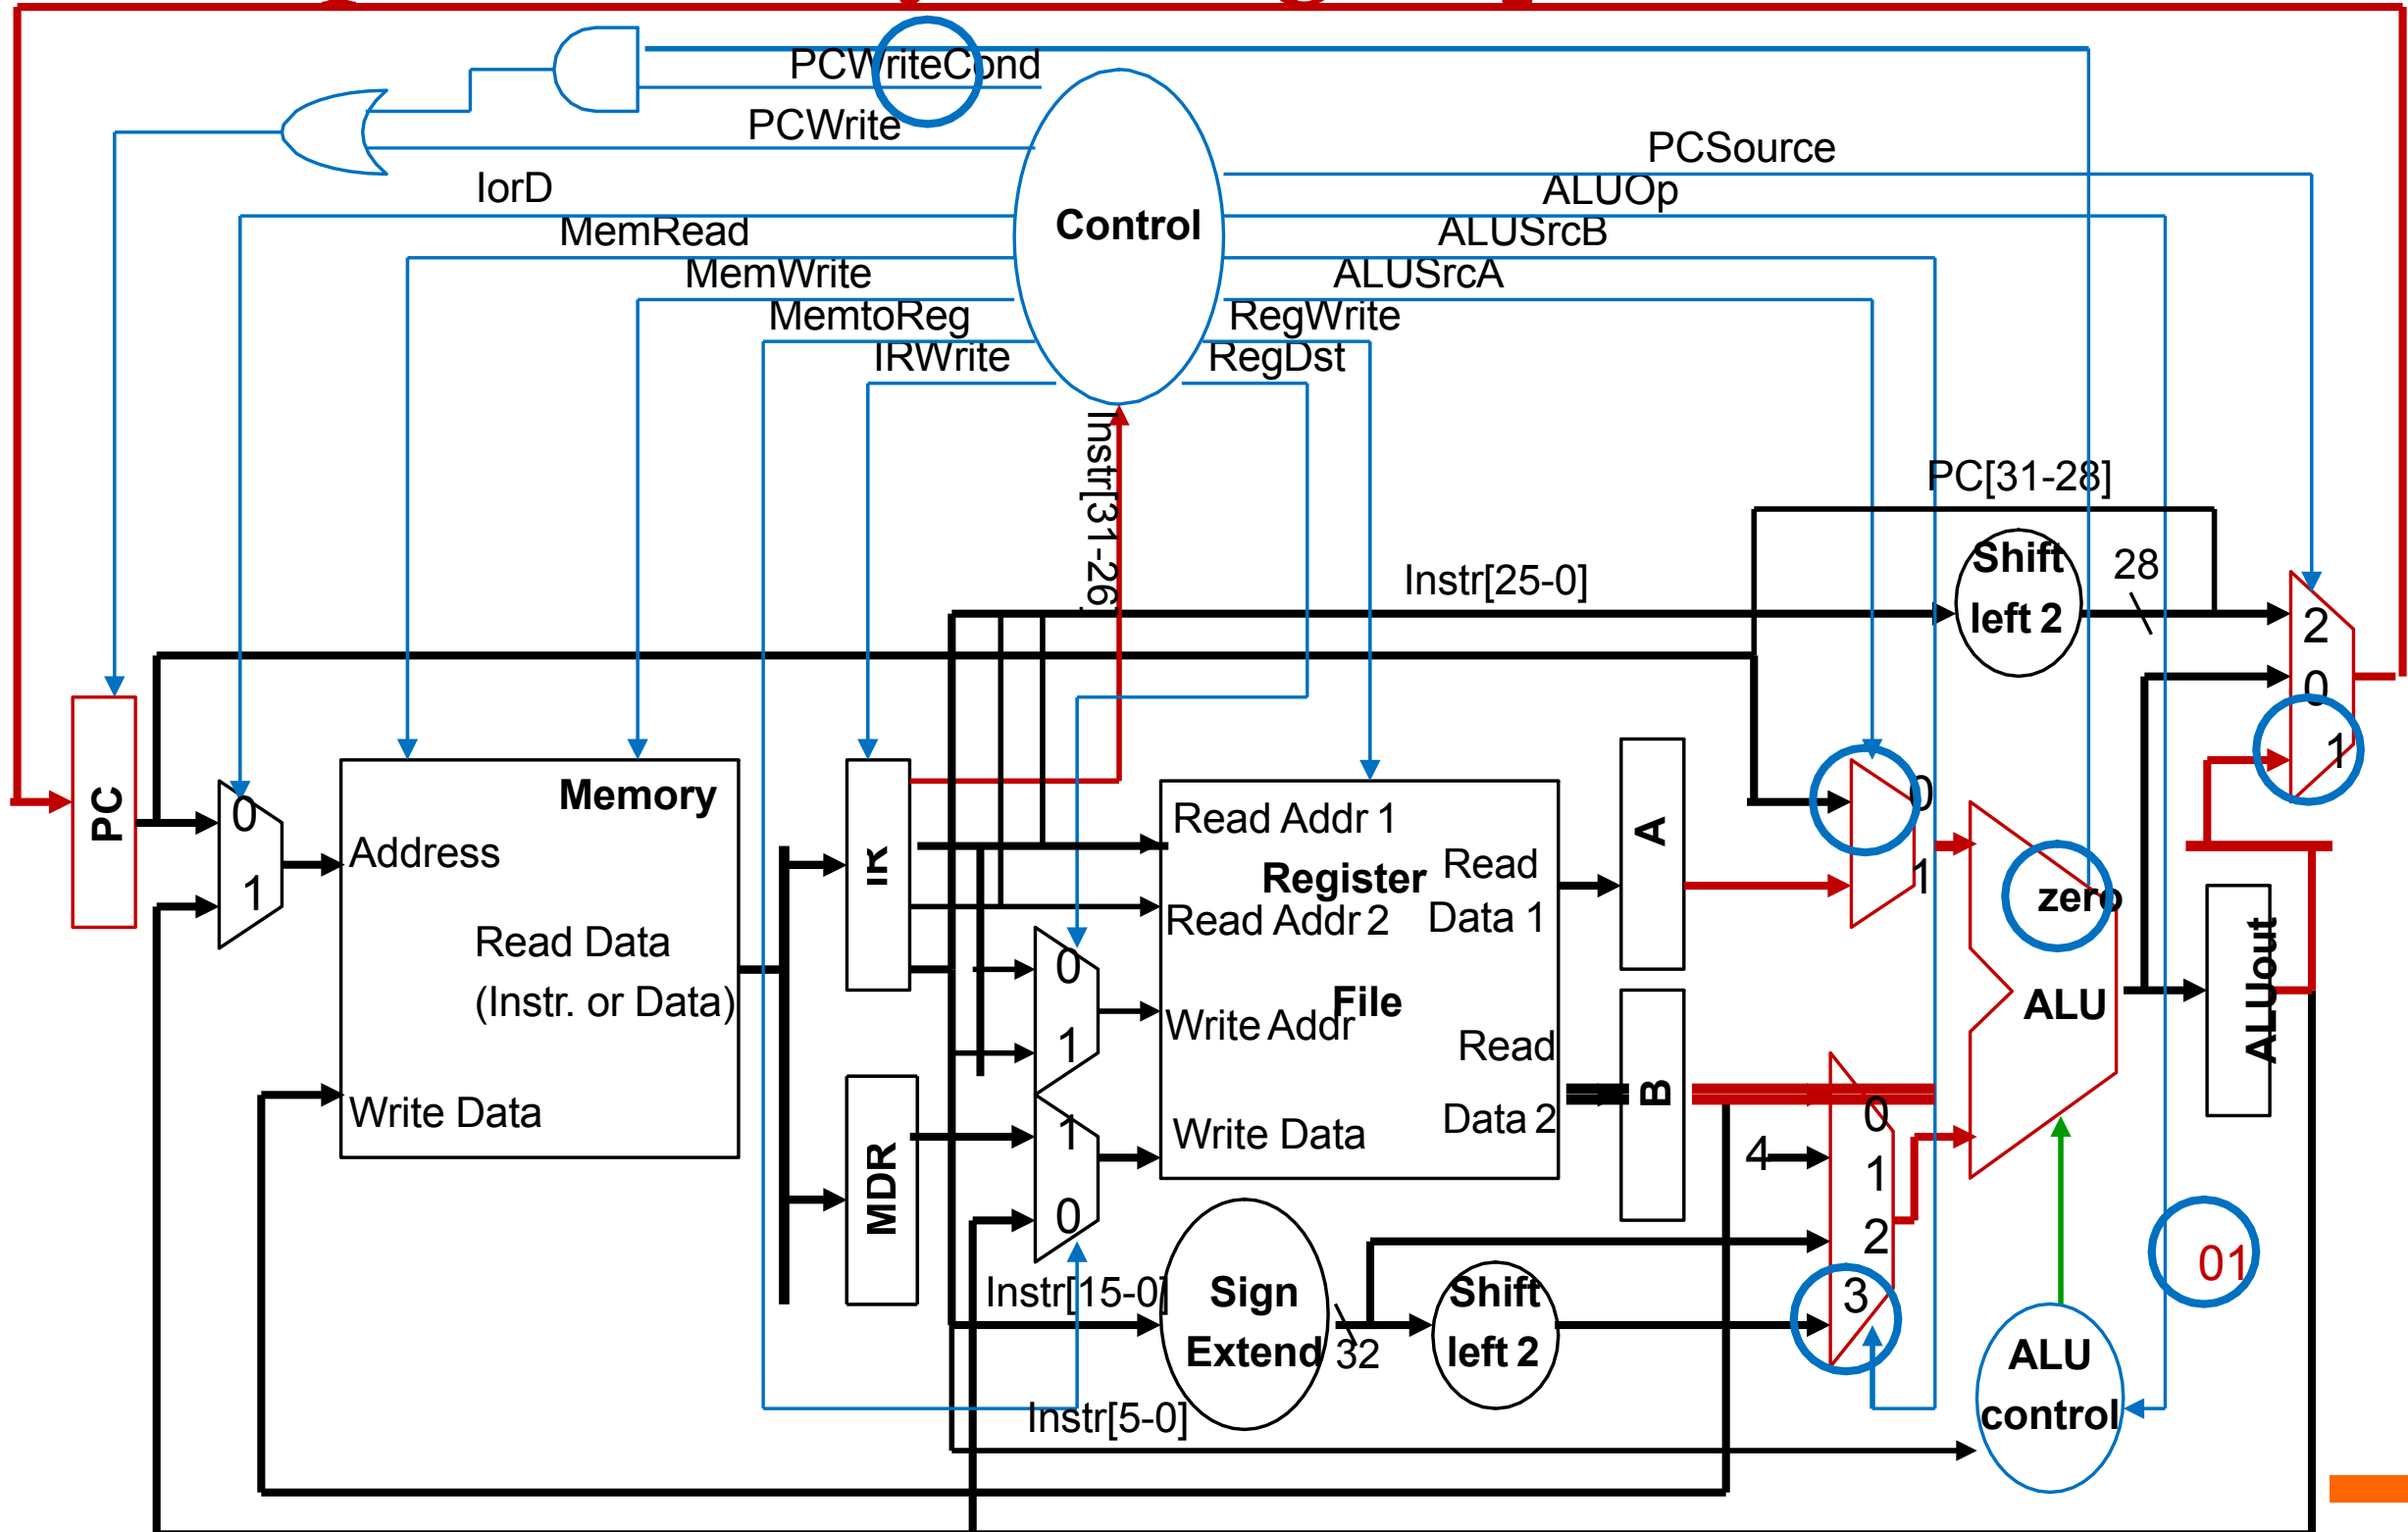 PCWriteCond
PCWrite
PCSource
IorD
ALUOp
Control
MemRead
ALUSrcB
MemWrite
ALUSrcA
MemtoReg
RegWrite
IRWrite
RegDst
Instr[31-26]
PC[31-28]
Instr[25-0]
Shift
left 2
28
2
0
1
PC
0
1
Memory
Address
Read Data
(Instr. or Data)
Write Data
IR
MDR
Read Addr 1
Register
Read Addr 2
File
Write Addr
Write Data
Read
Data 1
Read
Data 2
0
1
1
0
A
B
0
1
zero
ALU
ALUout
4
0
1
2
3
01
Instr[15-0]
Sign
Extend
32
Shift
left 2
ALU
control
Instr[5-0]